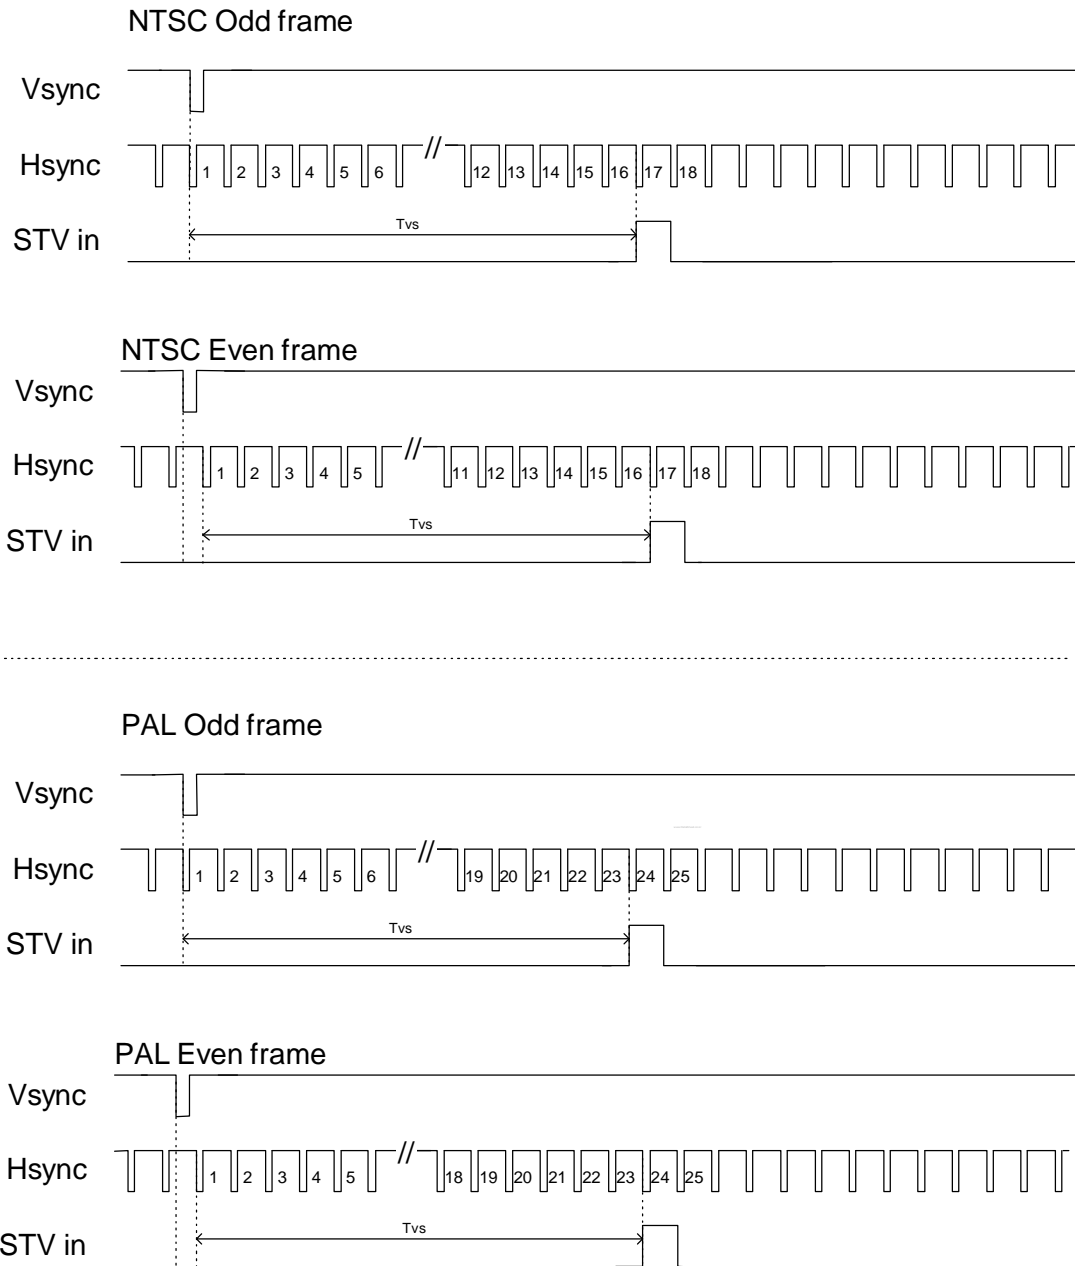 NTSC Odd frame
Vsync
Hsync 1 2 3 4 5 6 // 12 13 14 15 16 17 18
STV in Tvs
NTSC Even frame
Vsync
Hsync 1 2 3 4 5 // 11 12 13 14 15 16 17 18
STV in Tvs
PAL Odd frame
Vsync
Hsync 1 2 3 4 5 6 // 19 20 21 22 23 24 25
STV in Tvs
PAL Even frame
Vsync
Hsync 1 2 3 4 5 // 18 19 20 21 22 23 24 25
STV in Tvs